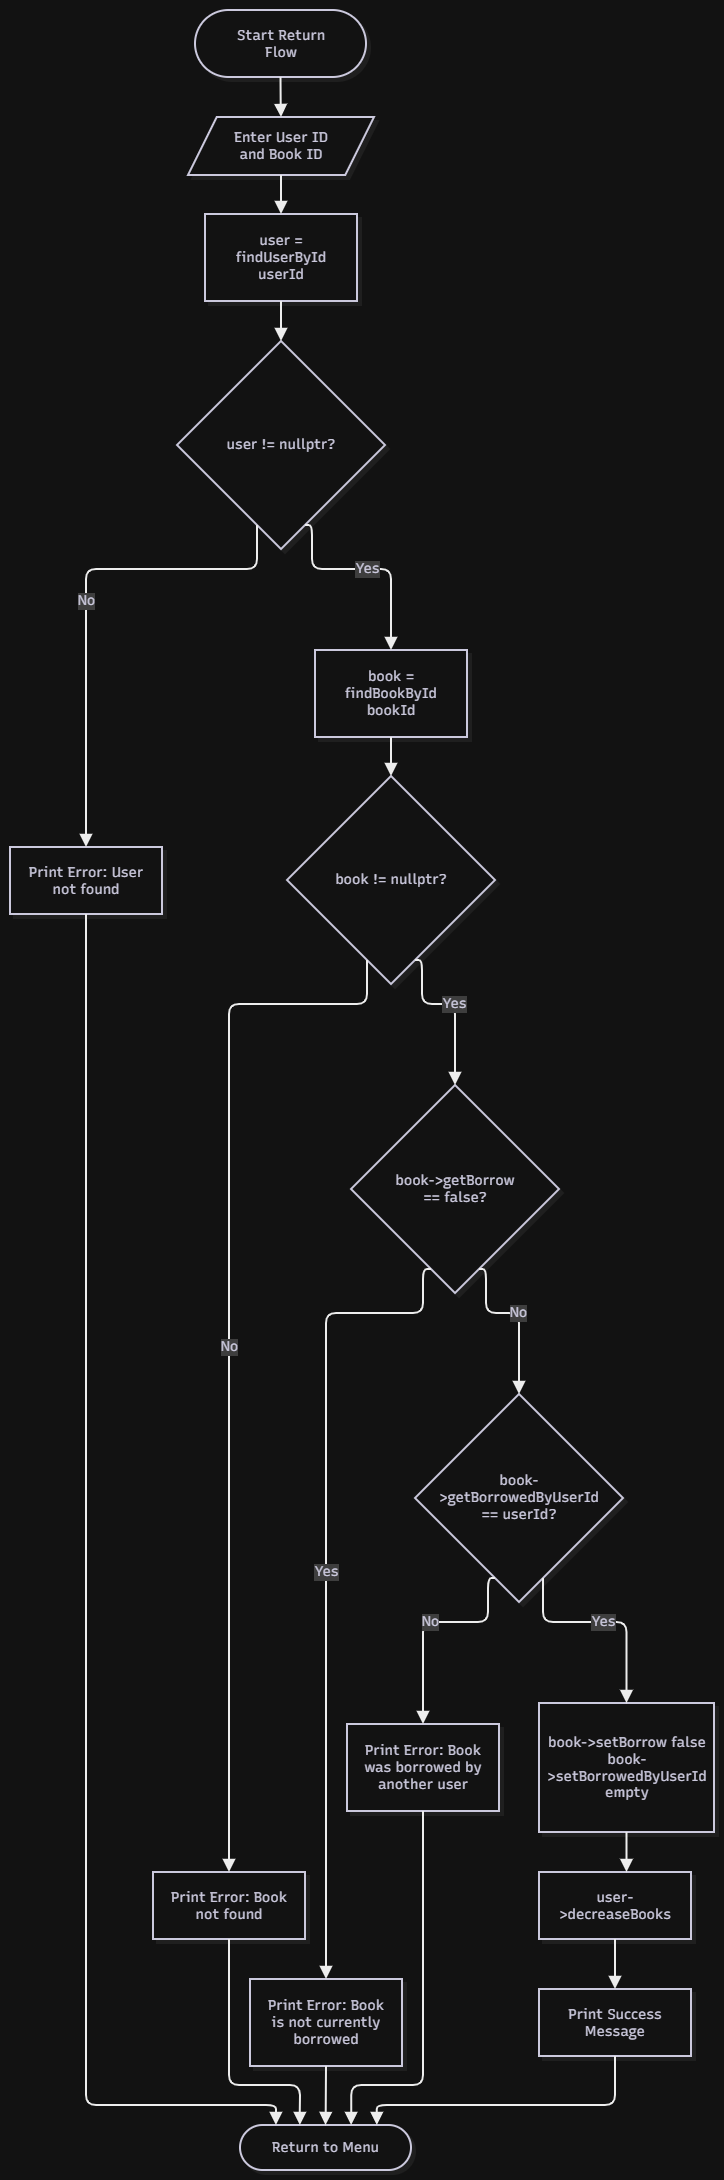 Start Return
Flow
Enter User ID
and Book ID
user =
findUserById
userId
user != nullptr?
Yes
No
book =
findBookById
bookId
Print Error: User
not found
book != nullptr?
Yes
book->getBorrow
== false?
No
No
book-
>getBorrowedByUserId
== userId?
Yes
No
Yes
Print Error: Book
was borrowed by
another user
book->setBorrow false
book-
>setBorrowedByUserId
empty
Print Error: Book
not found
user-
>decreaseBooks
Print Error: Book
is not currently
borrowed
Print Success
Message
Return to Menu